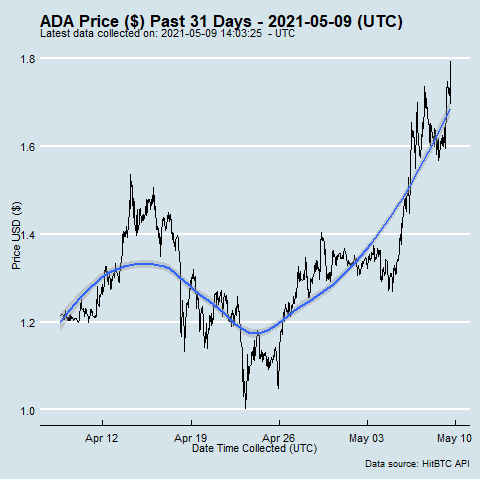 ADA Price ($) Past 31 Days - 2021-05-09 (UTC)
Latest data collected on: 2021-05-09 14:03:25 - UTC
1.8
1.6
1.4
1.2
1.0
Price USD ($)
Apr 12 Apr 19 Apr 26 May 03 May 10
Date Time Collected (UTC)
Data source: HitBTC API